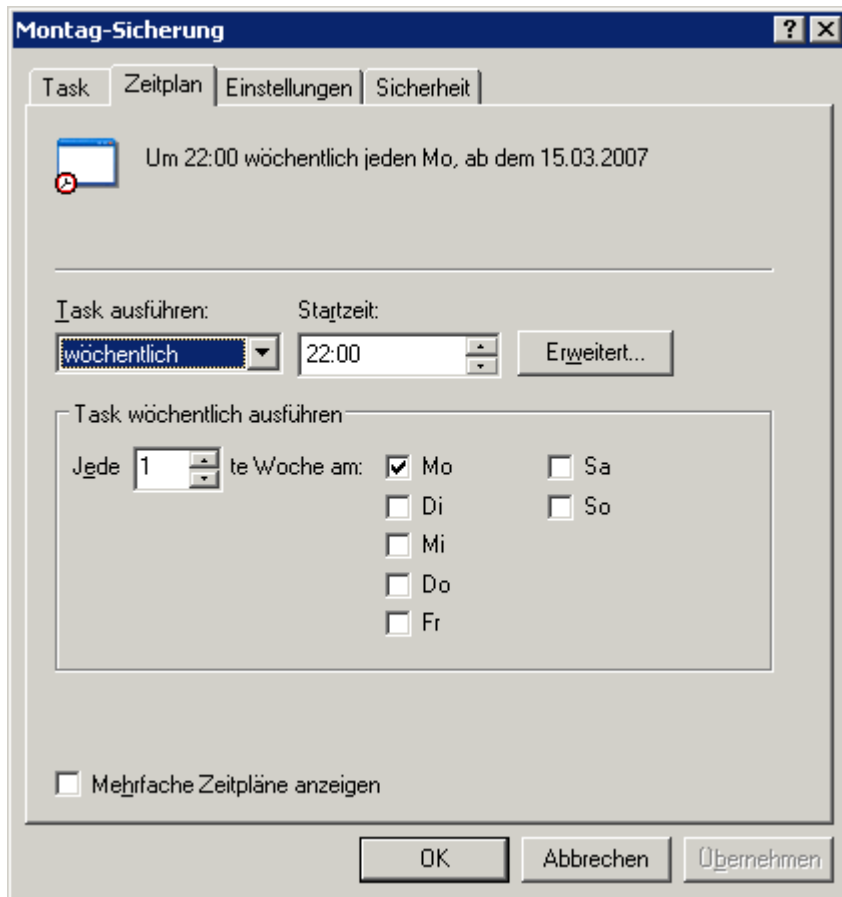 Montag-Sicherung
Task Zeitplan Einstellungen Sicherheit
Um 22:00 wöchentlich jeden Mo, ab dem 15.03.2007
Task ausführen: Startzeit:
wöchentlich 22:00 Erweitert...
Task wöchentlich ausführen
Jede 1 te Woche am: Mo Sa
Di So
Mi
Do
Fr
Mehrfache Zeitpläne anzeigen
OK Abbrechen Übernehmen